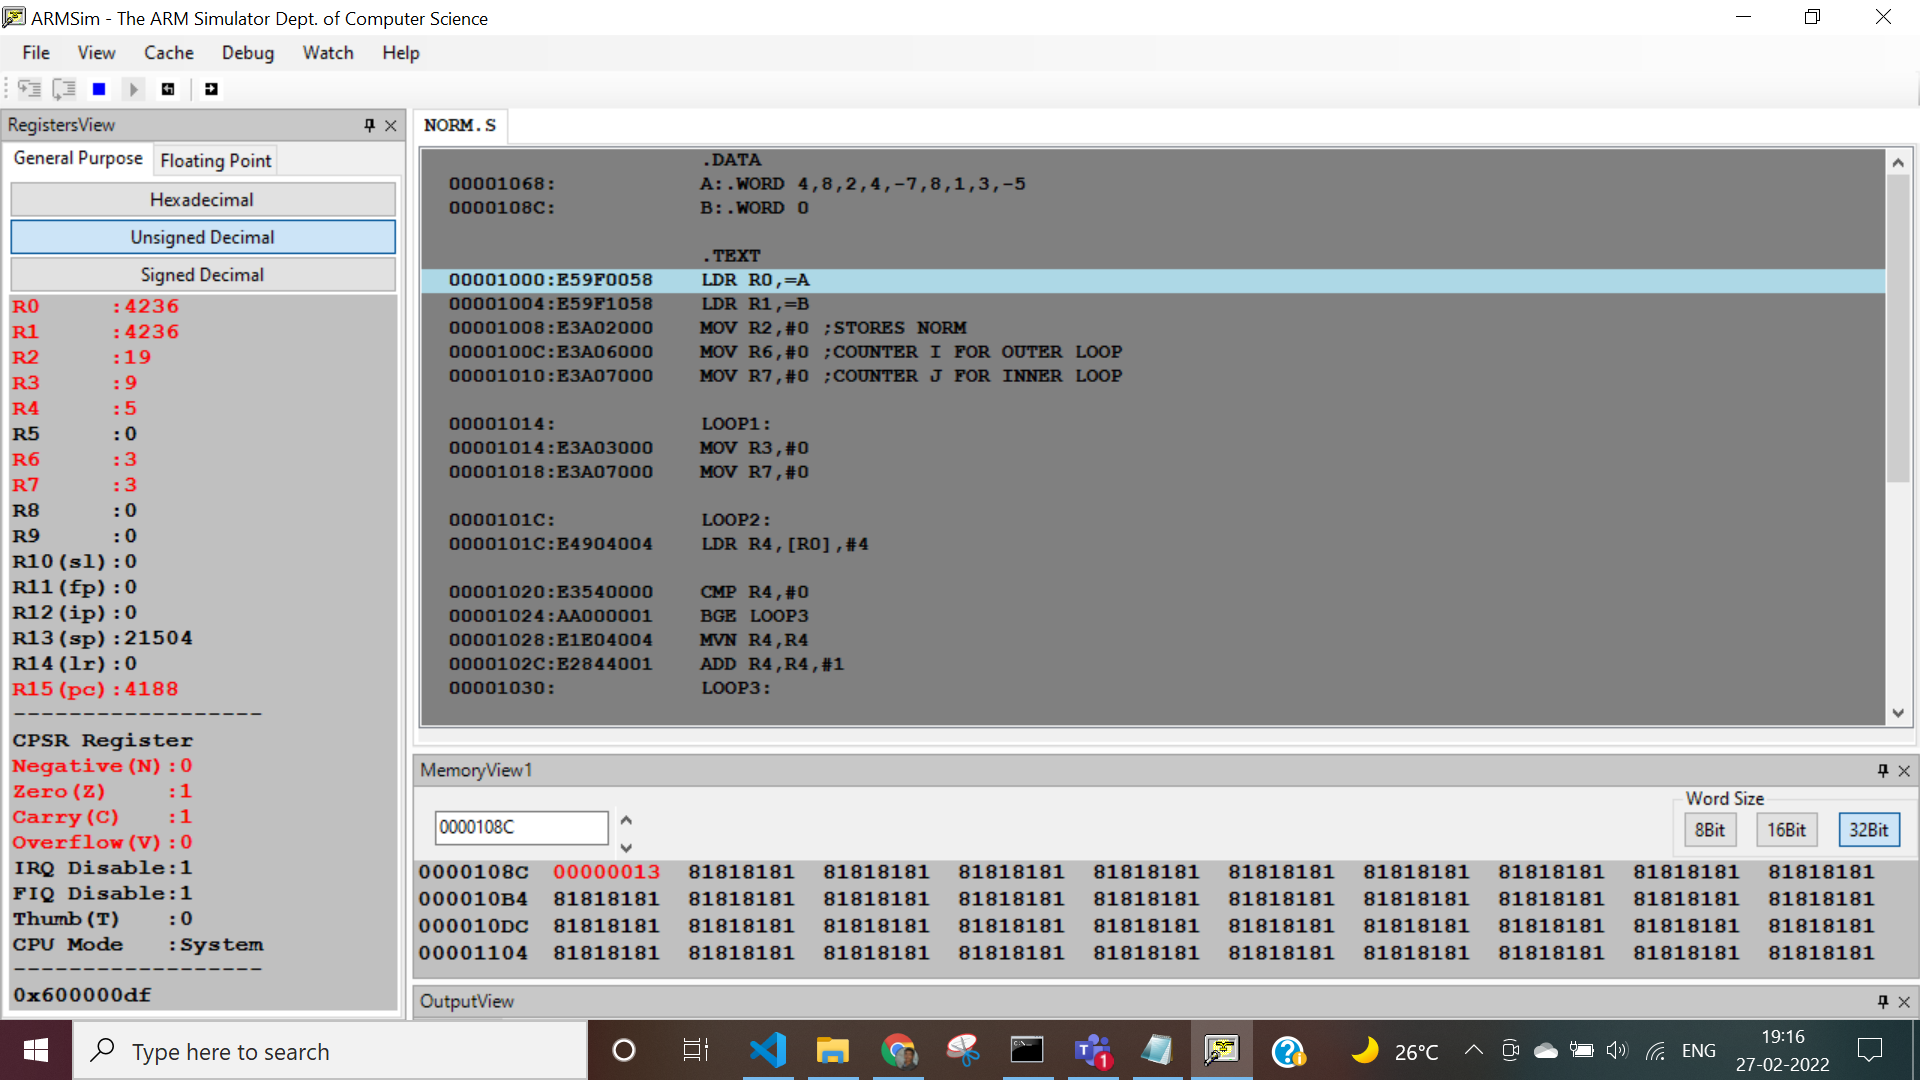 ARMSim - The ARM Simulator Dept. of Computer Science
File View Cache Debug Watch Help
RegistersView
General Purpose Floating Point
Hexadecimal
Unsigned Decimal
Signed Decimal
R0 :4236
R1 :4236
R2 :19
R3 :9
R4 :5
R5 :0
R6 :3
R7 :3
R8 :0
R9 :0
R10(sl):0
R11(fp):0
R12(ip):0
R13(sp):21504
R14(lr):0
R15(pc):4188
------------------
CPSR Register
Negative(N):0
Zero(Z) :1
Carry(C) :1
Overflow(V):0
IRQ Disable:1
FIQ Disable:1
Thumb(T) :0
CPU Mode :System
------------------
0x600000df
NORM.S
.DATA
00001068: A:.WORD 4,8,2,4,-7,8,1,3,-5
0000108C: B:.WORD 0
.TEXT
00001000:E59F0058 LDR R0,=A
00001004:E59F1058 LDR R1,=B
00001008:E3A02000 MOV R2,#0 ;STORES NORM
0000100C:E3A06000 MOV R6,#0 ;COUNTER I FOR OUTER LOOP
00001010:E3A07000 MOV R7,#0 ;COUNTER J FOR INNER LOOP
00001014: LOOP1:
00001014:E3A03000 MOV R3,#0
00001018:E3A07000 MOV R7,#0
0000101C: LOOP2:
0000101C:E4904004 LDR R4,[R0],#4
00001020:E3540000 CMP R4,#0
00001024:AA000001 BGE LOOP3
00001028:E1E04004 MVN R4,R4
0000102C:E2844001 ADD R4,R4,#1
00001030: LOOP3:
MemoryView1
0000108C
Word Size
8Bit 16Bit 32Bit
0000108C 00000013 81818181 81818181 81818181 81818181 81818181 81818181 81818181 81818181 81818181
000010B4 81818181 81818181 81818181 81818181 81818181 81818181 81818181 81818181 81818181 81818181
000010DC 81818181 81818181 81818181 81818181 81818181 81818181 81818181 81818181 81818181 81818181
00001104 81818181 81818181 81818181 81818181 81818181 81818181 81818181 81818181 81818181 81818181
OutputView
Type here to search
1
26°C
ENG
19:16
27-02-2022